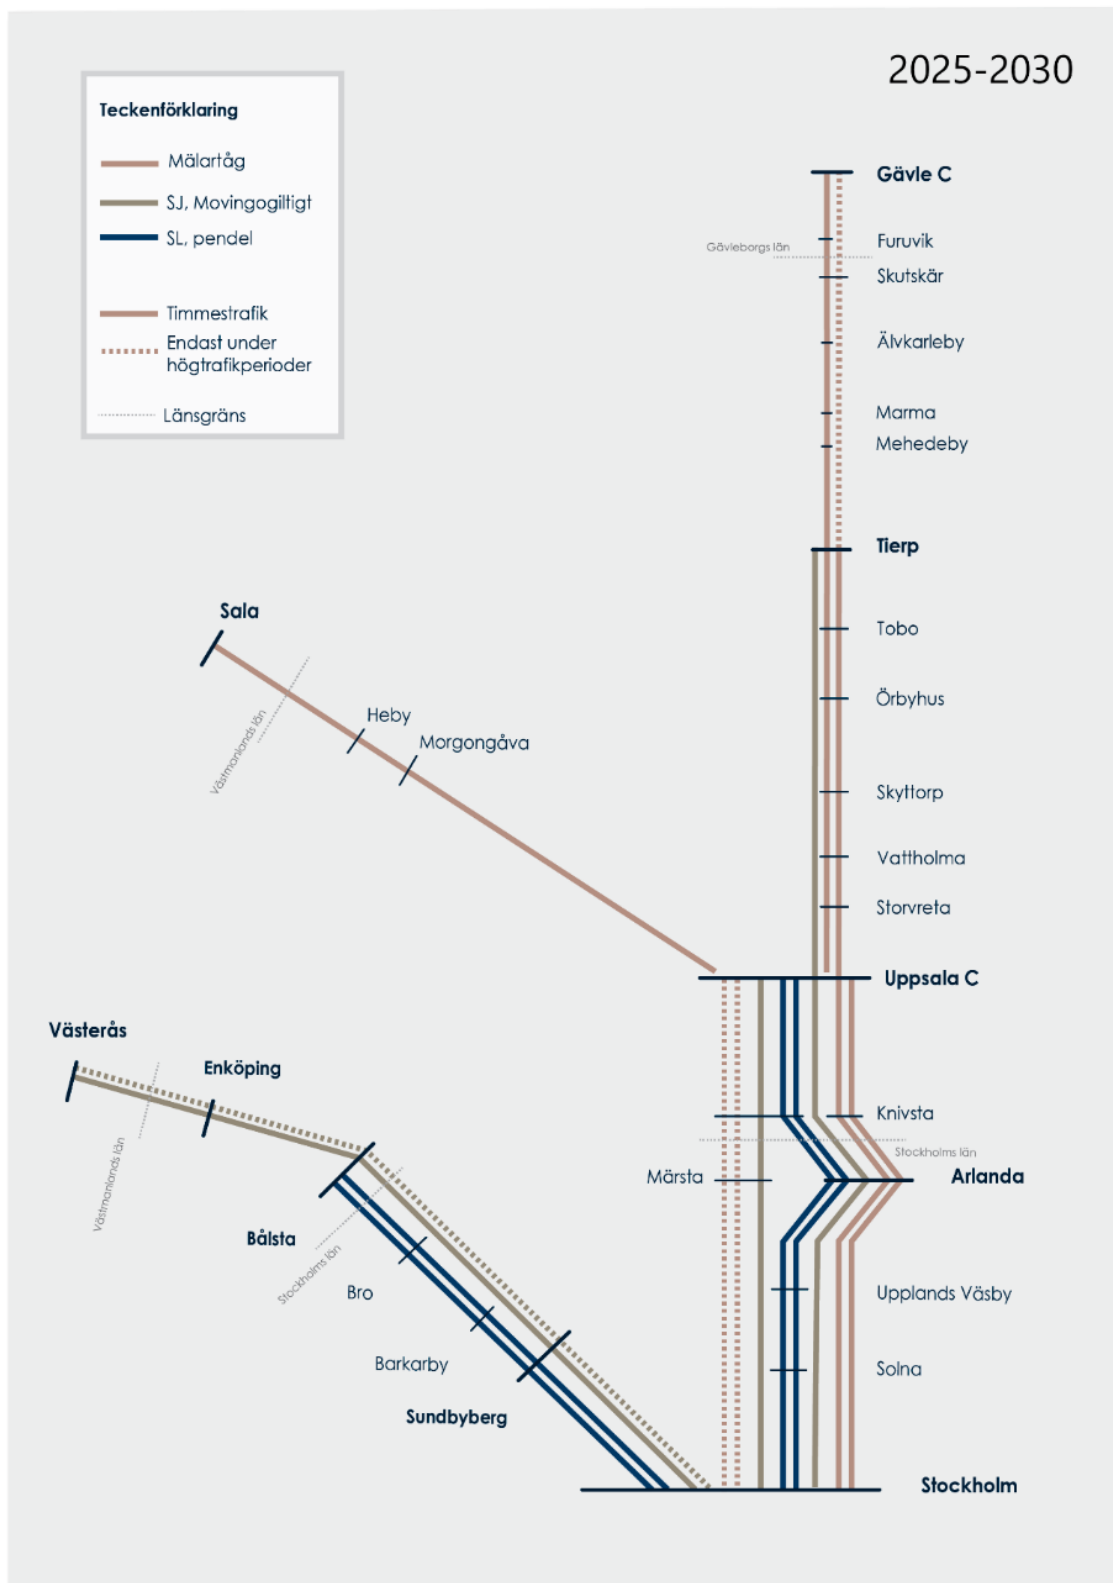 2025-2030
Teckenförklaring
Mälartåg
SJ, Movingogiltigt
SL, pendel
Timmestrafik
Endast under
högtrafikperioder
Länsgräns
Gävle C
Gävleborgs län
Furuvik
Skutskär
Älvkarleby
Marma
Mehedeby
Tierp
Sala
Tobo
Örbyhus
Heby
Västmanlands län
Morgongåva
Skyttorp
Vattholma
Storvreta
Uppsala C
Västerås
Enköping
Knivsta
Västmanlands län
Stockholms län
Märsta
Arlanda
Bålsta
Stockholms län
Bro
Upplands Väsby
Barkarby
Solna
Sundbyberg
Stockholm